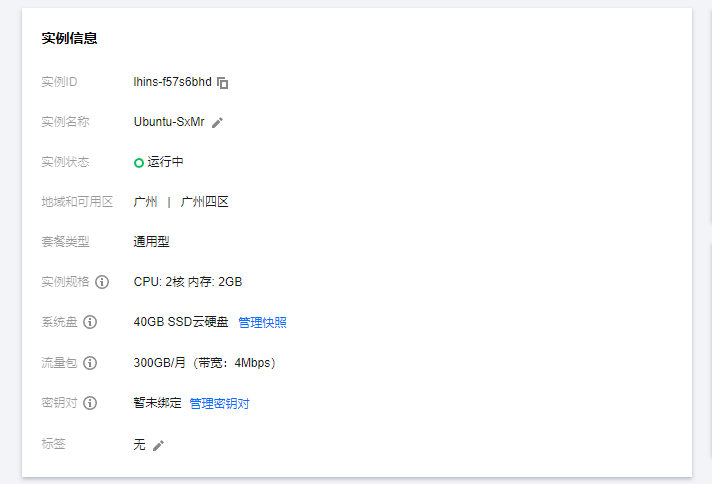 实例信息
实例ID lhins-f57s6bhd
实例名称 Ubuntu-SxMr
实例状态 运行中
地域和可用区 广州 | 广州四区
套餐类型 通用型
实例规格 CPU: 2核 内存: 2GB
系统盘 40GB SSD云硬盘 管理快照
流量包 300GB/月（带宽：4Mbps）
密钥对 暂未绑定 管理密钥对
标签 无